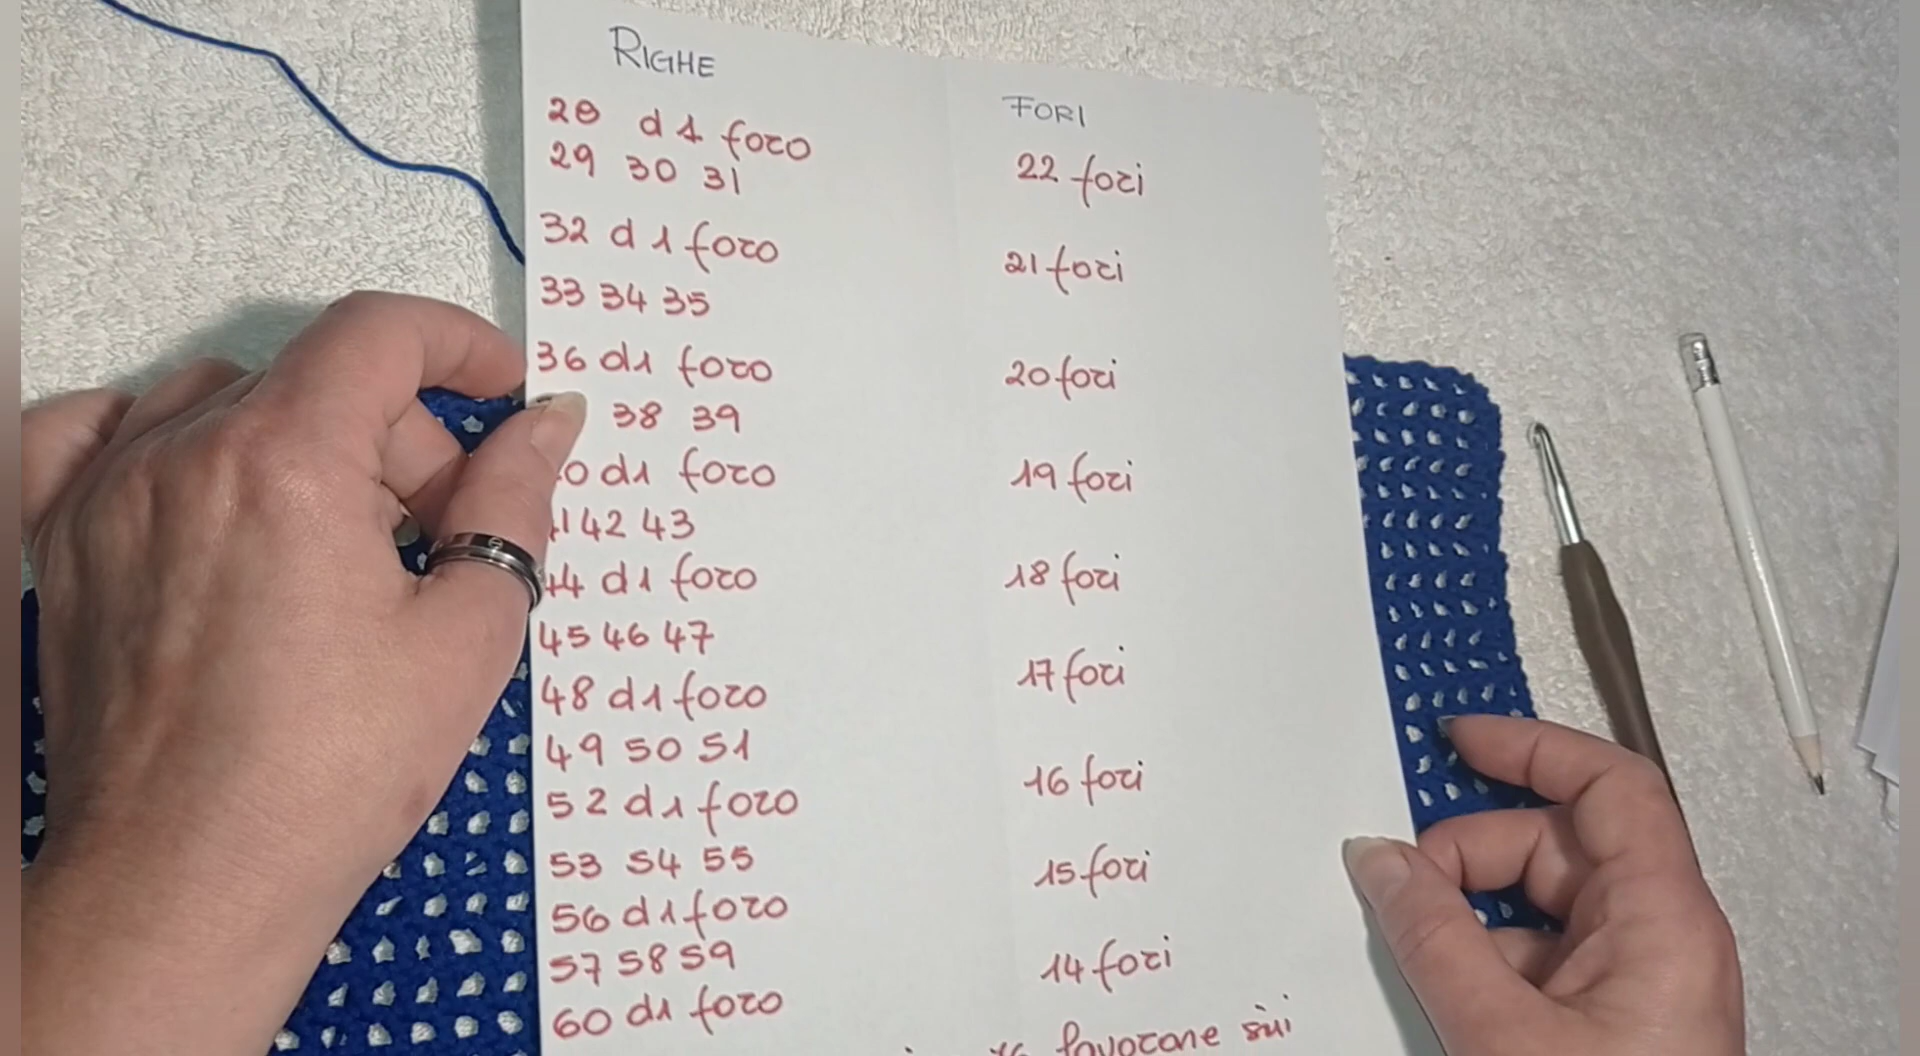 RIGHE
28 d 1 foro
29 30 31
32 d 1 foro
33 34 35
36 d1 foro
38 39
d1 foro
42 43
44 d1 foro
45 46 47
48 d1 foro
49 50 51
52 d1 foro
53 54 55
56 d1 foro
57 58 59
60 d1 foro
FORI
22 fori
21 fori
20 fori
19 fori
18 fori
17 fori
16 fori
15 fori
14 fori
lavorare sui